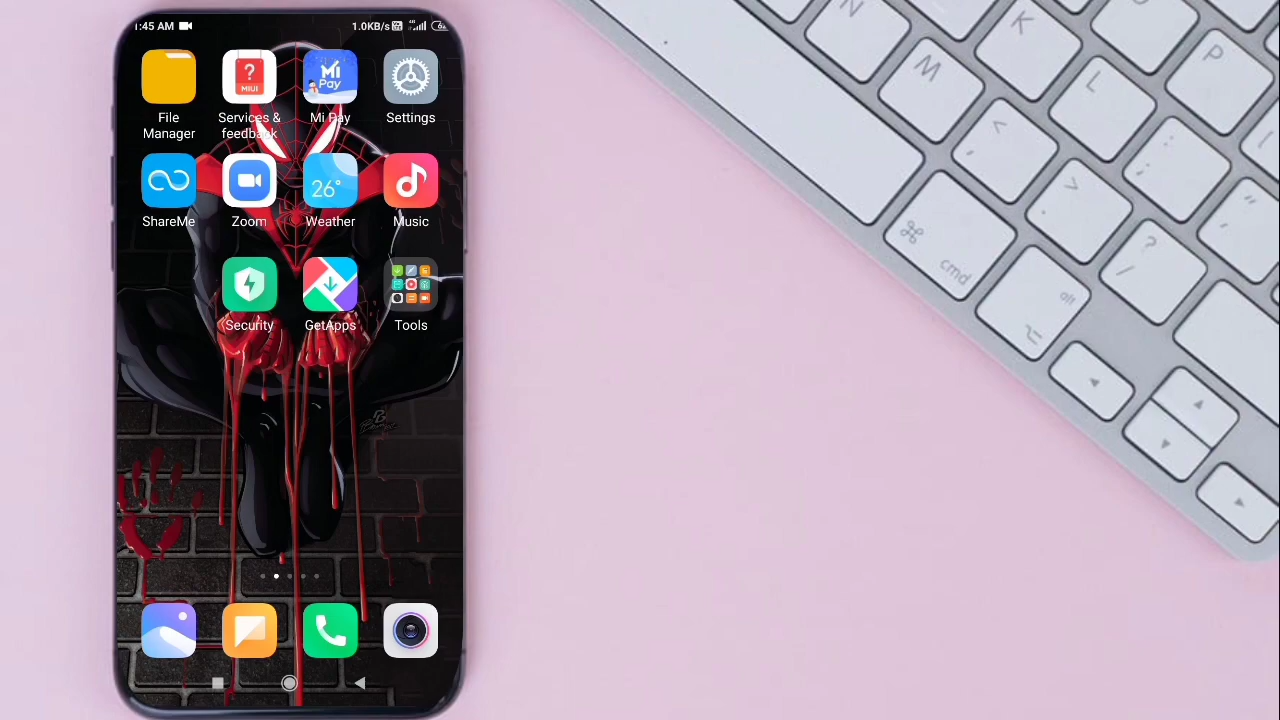 :45 AM
1.0KB/s
4G
File
Manager
?
MIUI
Services &
feedback
Mi
Pay
Mi Pay
Settings
ShareMe
Zoom
26°
Weather
Music
Security
GetApps
Tools
N
K
P
M
L
<
,
:
;
>
.
"
,
?
/
⌘
cmd
alt
⌥
◂
▴
▾
▸